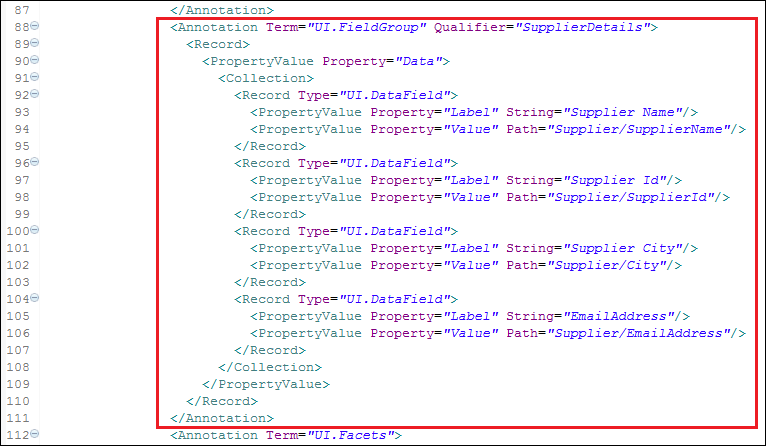 87 </Annotation>
88 <Annotation Term="UI.FieldGroup" Qualifier="SupplierDetails">
89 <Record>
90 <PropertyValue Property="Data">
91 <Collection>
92 <Record Type="UI.DataField">
93 <PropertyValue Property="Label" String="Supplier Name"/>
94 <PropertyValue Property="Value" Path="Supplier/SupplierName"/>
95 </Record>
96 <Record Type="UI.DataField">
97 <PropertyValue Property="Label" String="Supplier Id"/>
98 <PropertyValue Property="Value" Path="Supplier/SupplierId"/>
99 </Record>
100 <Record Type="UI.DataField">
101 <PropertyValue Property="Label" String="Supplier City"/>
102 <PropertyValue Property="Value" Path="Supplier/City"/>
103 </Record>
104 <Record Type="UI.DataField">
105 <PropertyValue Property="Label" String="EmailAddress"/>
106 <PropertyValue Property="Value" Path="Supplier/EmailAddress"/>
107 </Record>
108 </Collection>
109 </PropertyValue>
110 </Record>
111 </Annotation>
112 <Annotation Term="UI.Facets">